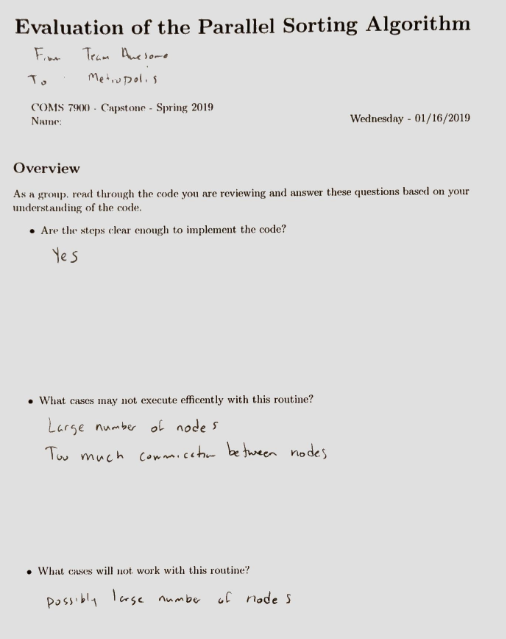 Evaluation of the Parallel Sorting Algorithm
From Team Awesome
To Metropolis
COMS 7900 - Capstone - Spring 2019
Name:
Wednesday - 01/16/2019
Overview
As a group, read through the code you are reviewing and answer these questions based on your
understanding of the code.
• Are the steps clear enough to implement the code?
Yes
• What cases may not execute efficently with this routine?
Large number of nodes
Too much commication between nodes
• What cases will not work with this routine?
possibly large number of nodes